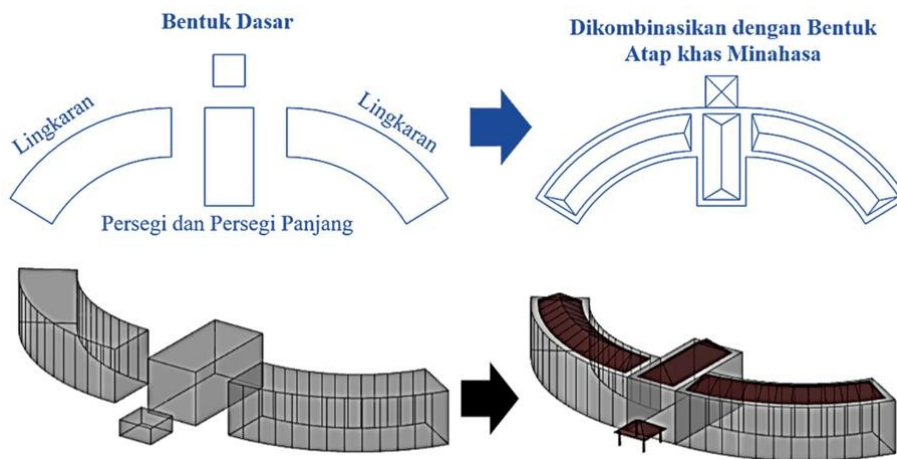 Bentuk Dasar
Dikombinasikan dengan Bentuk
Atap khas Minahasa
Lingkaran
Lingkaran
Persegi dan Persegi Panjang